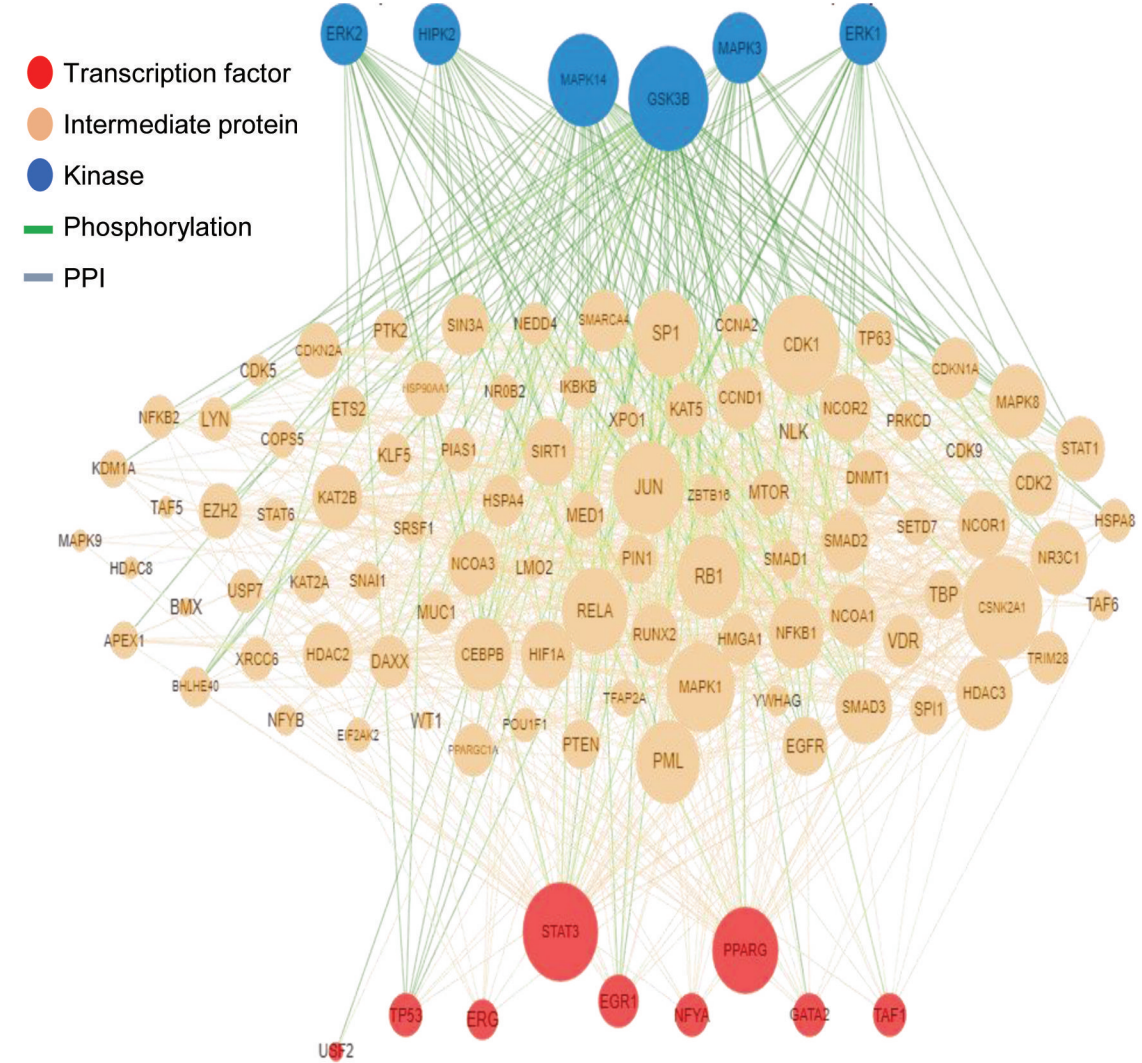 ERK2
HIPK2
MAPK14
GSK3B
MAPK3
ERK1
Transcription factor
Intermediate protein
Kinase
Phosphorylation
PPI
CDK5
CDKN2A
PTK2
SIN3A
NEDD4
SMARCA4
SP1
CCNA2
CDK1
TP63
CDKN1A
NFKB2
LYN
ETS2
HSP90AA1
NR0B2
IKBKB
XPO1
KAT5
CCND1
NCOR2
PRKCD
MAPK8
NLK
KDM1A
COPS5
KLF5
PIAS1
SIRT1
CDK9
STAT1
TAF5
EZH2
STAT6
KAT2B
SRSF1
HSPA4
MED1
JUN
ZBTB16
MTOR
DNMT1
CDK2
SETD7
NCOR1
HSPA8
MAPK9
HDAC8
USP7
KAT2A
SNAI1
NCOA3
LMO2
PIN1
RB1
SMAD1
SMAD2
NR3C1
BMX
MUC1
RELA
RUNX2
HMGA1
NFKB1
NCOA1
TBP
CSNK2A1
TAF6
APEX1
XRCC6
HDAC2
DAXX
CEBPB
HIF1A
VDR
TRIM28
BHLHE40
NFYB
EIF2AK2
WT1
PPARGC1A
POU1F1
PTEN
TFAP2A
MAPK1
YWHAG
SMAD3
SPI1
HDAC3
PML
EGFR
STAT3
PPARG
USF2
TP53
ERG
EGR1
NFYA
GATA2
TAF1